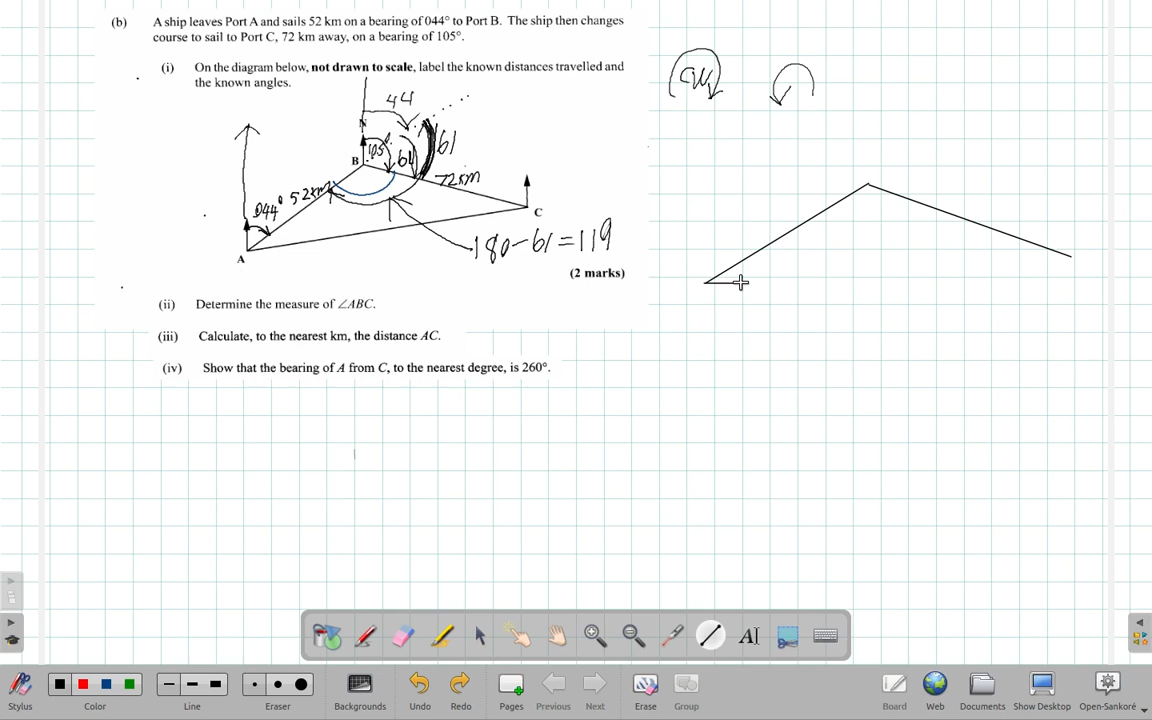 (b) A ship leaves Port A and sails 52 km on a bearing of 044° to Port B. The ship then changes
course to sail to Port C, 72 km away, on a bearing of 105°.
(i) On the diagram below, not drawn to scale, label the known distances travelled and
the known angles.
CW
44
N
105°
61
61
B
72km
52km
044°
C
A
180-61=119
(2 marks)
(ii) Determine the measure of ∠ABC.
(iii) Calculate, to the nearest km, the distance AC.
(iv) Show that the bearing of A from C, to the nearest degree, is 260°.
AI
Stylus Color Line Eraser Backgrounds Undo Redo Pages Previous Next Erase Group Board Web Documents Show Desktop Open-Sankoré